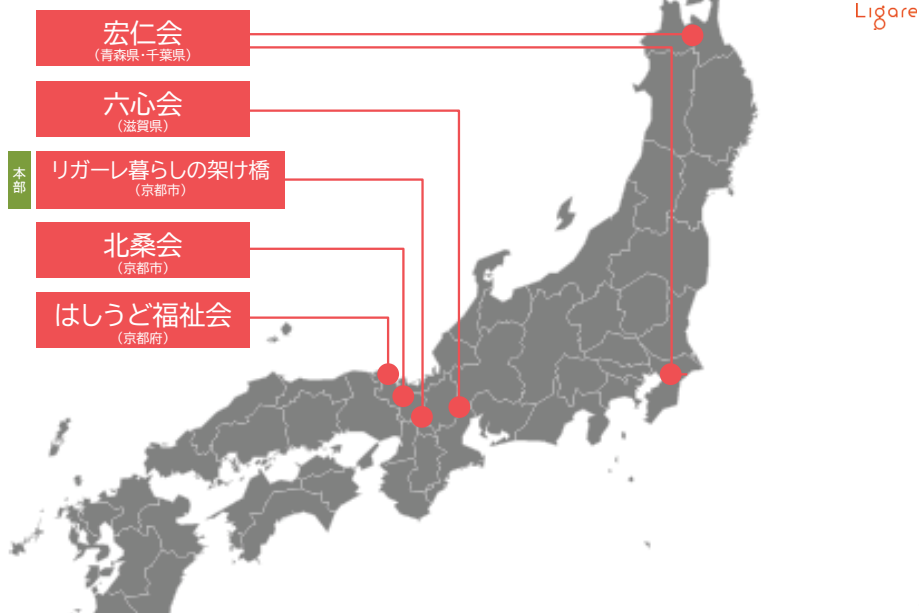 Ligare
宏仁会
(青森県・千葉県)
六心会
(滋賀県)
本部
リガーレ暮らしの架け橋
(京都市)
北桑会
(京都市)
はしうど福祉会
(京都府)